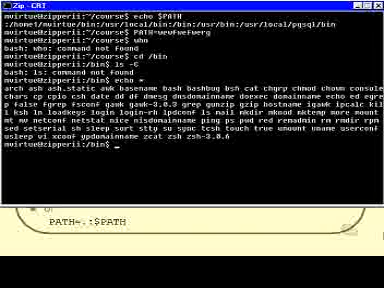 Zip - CRT
mvirtue@zipperii:~/course$ echo $PATH
:/home/mvirtue/bin:/usr/local/bin:/bin:/usr/bin:/usr/local/pgsql/bin
mvirtue@zipperii:~/course$ PATH=wevfwefwerg
mvirtue@zipperii:~/course$ who
bash: who: command not found
mvirtue@zipperii:~/course$ cd /bin
mvirtue@zipperii:/bin$ ls -C
bash: ls: command not found
mvirtue@zipperii:/bin$ echo *
arch ash ash.static awk basename bash bashbug bsh cat chgrp chmod chown console
chars cp cpio csh date dd df dmesg dnsdomainname doexec domainname echo ed egre
p false fgrep fsconf gawk gawk-3.0.3 grep gunzip gzip hostname igawk ipcalc kil
l ksh ln loadkeys login login-rh lpdconf ls mail mkdir mknod mktemp more mount
mt mv netconf netstat nice nisdomainname ping ps pwd red remadmin rm rmdir rpm
sed setserial sh sleep sort stty su sync tcsh touch true umount uname userconf
usleep vi xconf ypdomainname zcat zsh zsh-3.0.6
mvirtue@zipperii:/bin$ _
PATH=.:$PATH